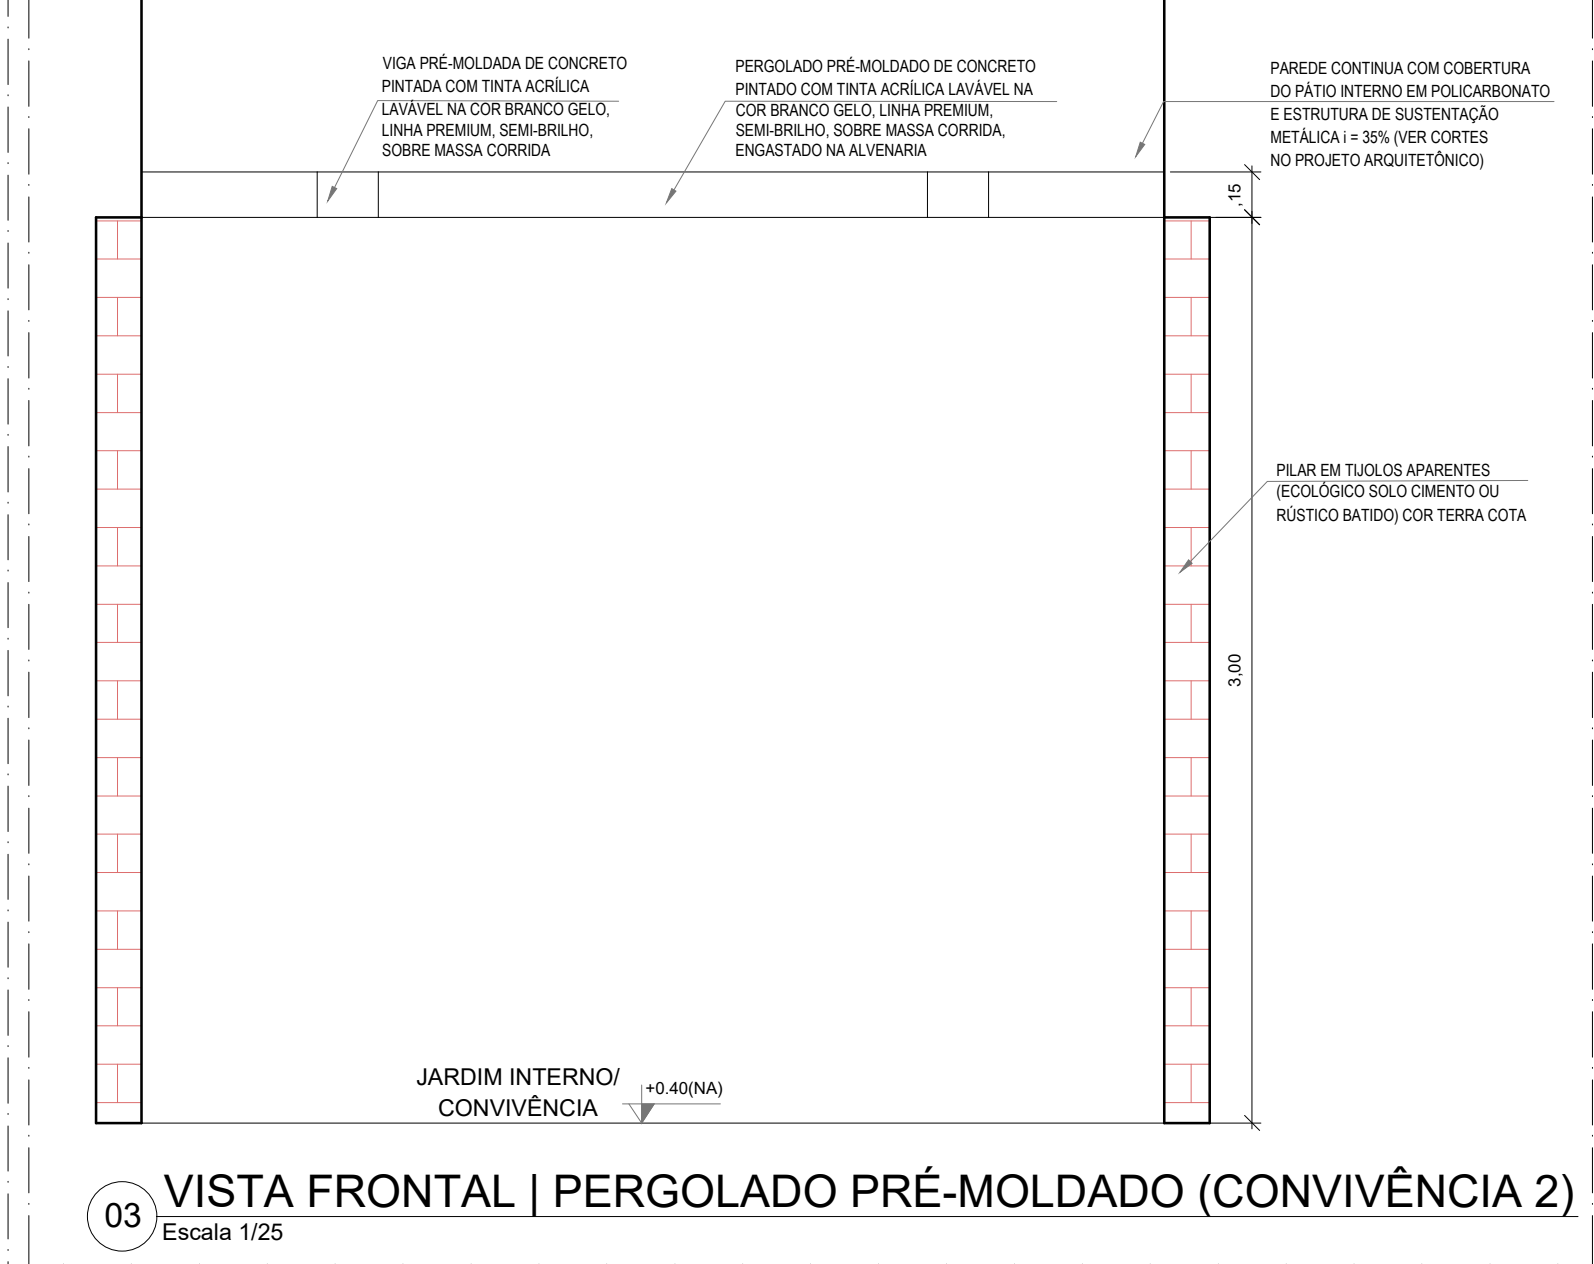 VIGA PRÉ-MOLDADA DE CONCRETO
PINTADA COM TINTA ACRÍLICA
LAVÁVEL NA COR BRANCO GELO,
LINHA PREMIUM, SEMI-BRILHO,
SOBRE MASSA CORRIDA
PERGOLADO PRÉ-MOLDADO DE CONCRETO
PINTADO COM TINTA ACRÍLICA LAVÁVEL NA
COR BRANCO GELO, LINHA PREMIUM,
SEMI-BRILHO, SOBRE MASSA CORRIDA,
ENGASTADO NA ALVENARIA
PAREDE CONTINUA COM COBERTURA
DO PÁTIO INTERNO EM POLICARBONATO
E ESTRUTURA DE SUSTENTAÇÃO
METÁLICA i = 35% (VER CORTES
NO PROJETO ARQUITETÔNICO)
,15
PILAR EM TIJOLOS APARENTES
(ECOLÓGICO SOLO CIMENTO OU
RÚSTICO BATIDO) COR TERRA COTA
3,00
JARDIM INTERNO/
CONVIVÊNCIA
+0.40(NA)
03 VISTA FRONTAL | PERGOLADO PRÉ-MOLDADO (CONVIVÊNCIA 2)
Escala 1/25